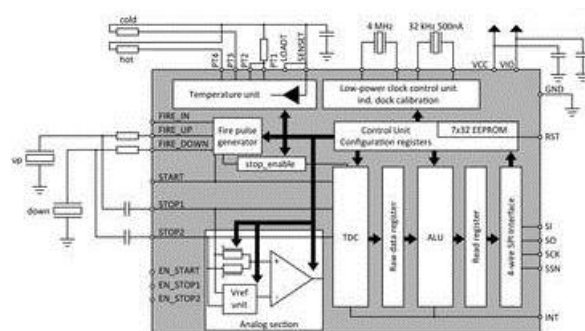 cold
hot
4 MHz
32 kHz 500nA
PT4
PT3
PT2
PT1
LOADT
SENSET
VCC
VIO
Temperature unit
Low-power clock control unit
ind. dock calibration
GND
FIRE_IN
FIRE_UP
FIRE_DOWN
Fire pulse
generator
Control Unit
Configuration registers
7x32 EEPROM
RST
up
stop_enable
START
down
STOP1
STOP2
TDC
Raw-data register
ALU
Read register
4-wire SPI Interface
SI
SO
SCK
SSN
EN_START
EN_STOP1
EN_STOP2
Vref
unit
+
-
Analog section
INT